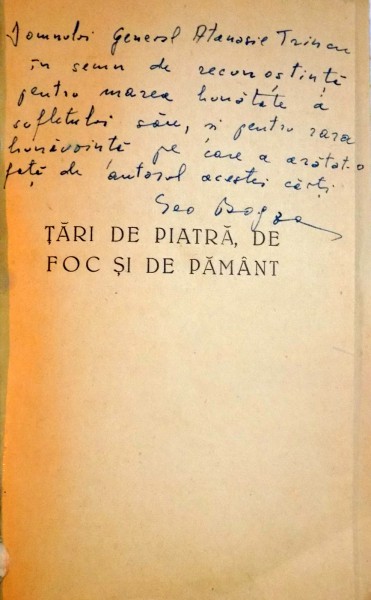 Domnului General Atanasie Trincu
în semn de recunoștință
pentru marea bunătate a
sufletului său, și pentru rara
bunăvoință pe care a arătat-o
față de autorul acestei cărți
Geo Bogza
ȚĂRI DE PIATRĂ, DE
FOC ȘI DE PĂMÂNT